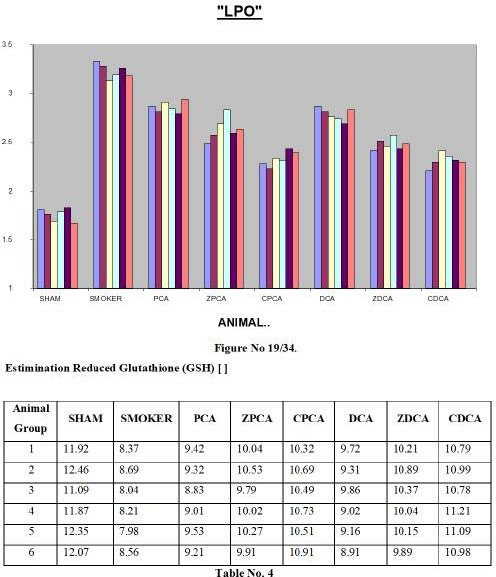 "LPO"
3.5
3
2.5
2
1.5
1
SHAM SMOKER PCA ZPCA CPCA DCA ZDCA CDCA
ANIMAL..
Figure No 19/34.
Estimination Reduced Glutathione (GSH) [ ]
Animal Group SHAM SMOKER PCA ZPCA CPCA DCA ZDCA CDCA
1 11.92 8.37 9.42 10.04 10.32 9.72 10.21 10.79
2 12.46 8.69 9.32 10.53 10.69 9.31 10.89 10.99
3 11.09 8.04 8.83 9.79 10.49 9.86 10.37 10.78
4 11.87 8.21 9.01 10.02 10.73 9.02 10.04 11.21
5 12.35 7.98 9.53 10.27 10.51 9.16 10.15 11.09
6 12.07 8.56 9.21 9.91 10.91 8.91 9.89 10.98
Table No. 4